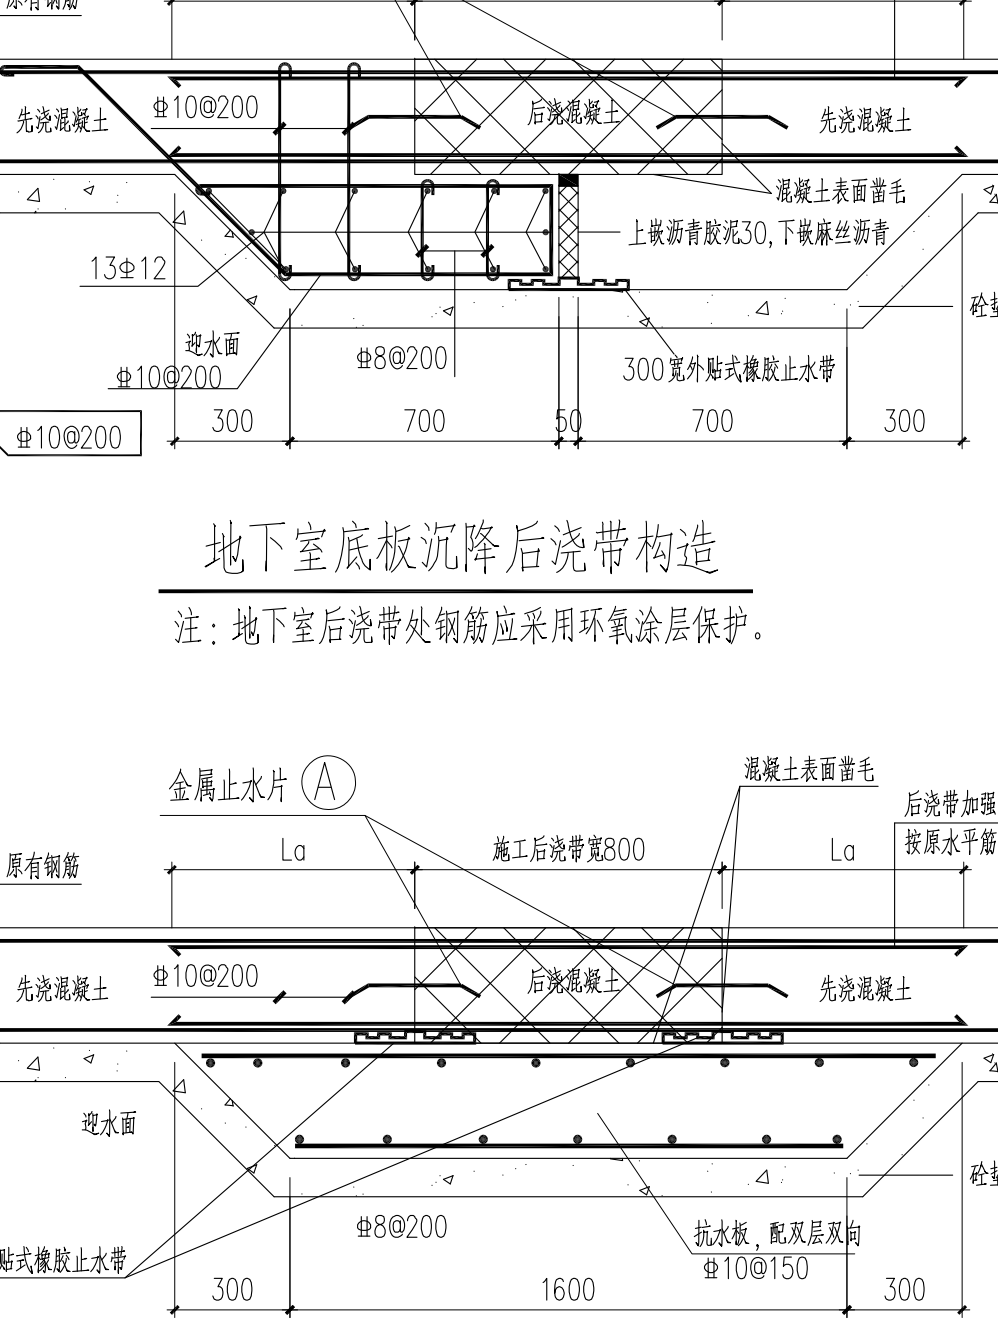 原有钢筋
先浇混凝土
Φ10@200
后浇混凝土
先浇混凝土
混凝土表面凿毛
上嵌沥青胶泥30,下嵌麻丝沥青
13Φ12
砼垫
迎水面
Φ8@200
300宽外贴式橡胶止水带
Φ10@200
300
700
50
700
300
Φ10@200
地下室底板沉降后浇带构造
注：地下室后浇带处钢筋应采用环氧涂层保护。
金属止水片 A
混凝土表面凿毛
后浇带加强
按原水平筋
原有钢筋
La
施工后浇带宽800
La
先浇混凝土
Φ10@200
后浇混凝土
先浇混凝土
迎水面
砼垫
Φ8@200
抗水板，配双层双向
Φ10@150
贴式橡胶止水带
300
1600
300